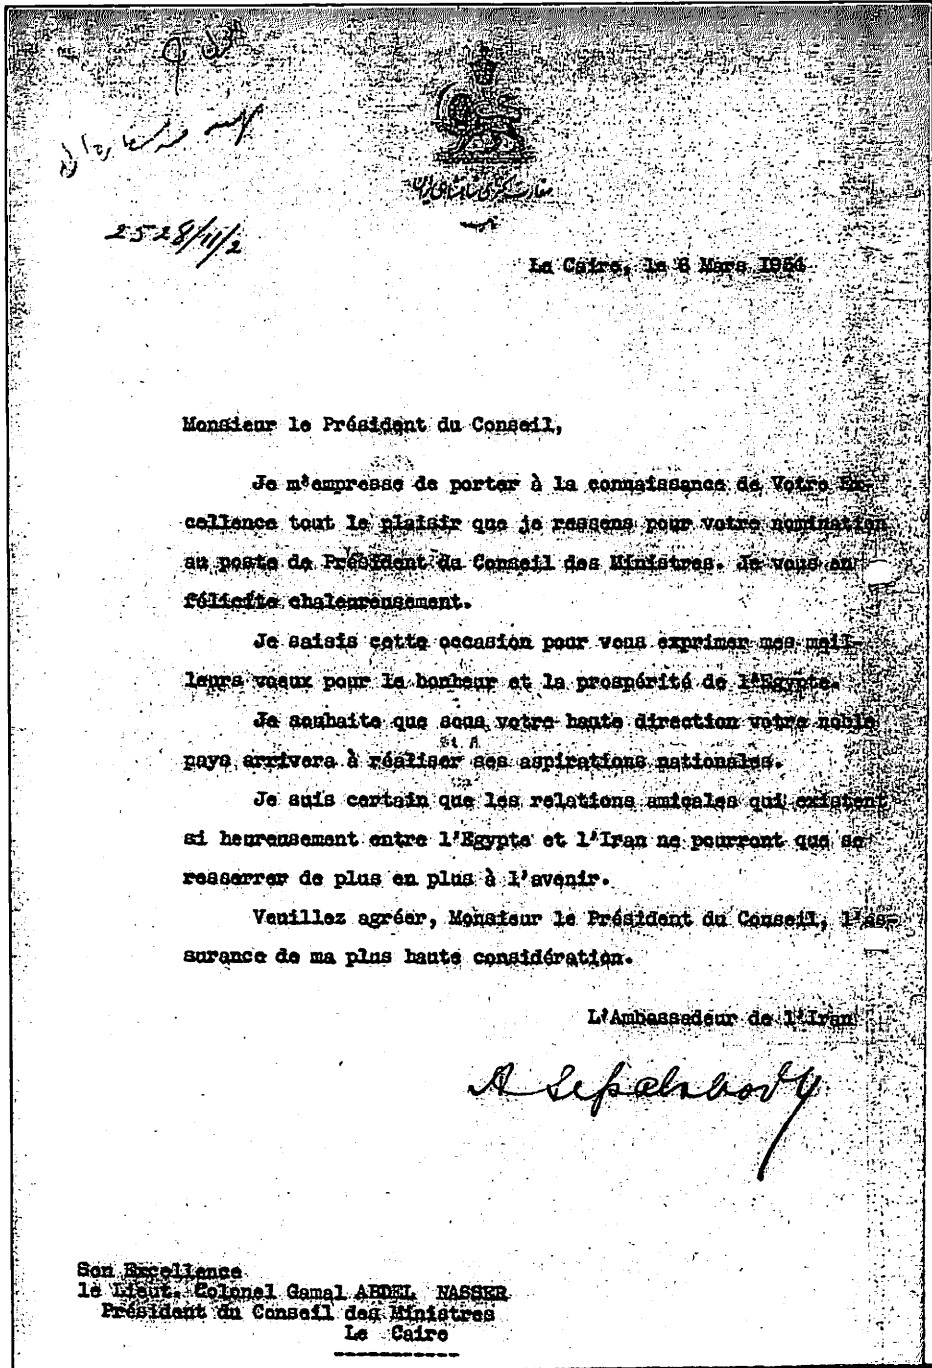 2528/11/2
سفارت کبرای شاهنشاهی ایران
Le Caire, le 6 Mars 1954
Monsieur le Président du Conseil,
Je m'empresse de porter à la connaissance de Votre Ex-
cellence tout le plaisir que je ressens pour votre nomination
au poste de Président du Conseil des Ministres. Je vous en
félicite chaleureusement.
Je saisis cette occasion pour vous exprimer mes meil-
leurs vœux pour le bonheur et la prospérité de l'Egypte.
Je souhaite que sous votre haute direction votre noble
pays arrivera à réaliser ses aspirations nationales.
Je suis certain que les relations amicales qui existent
si heureusement entre l'Egypte et l'Iran ne pourront que se
resserrer de plus en plus à l'avenir.
Veuillez agréer, Monsieur le Président du Conseil, l'as-
surance de ma plus haute considération.
L'Ambassadeur de l'Iran
A Sepahbody
Son Excellence
le Lieut. Colonel Gamal ABDEL NASSER
Président du Conseil des Ministres
Le Caire